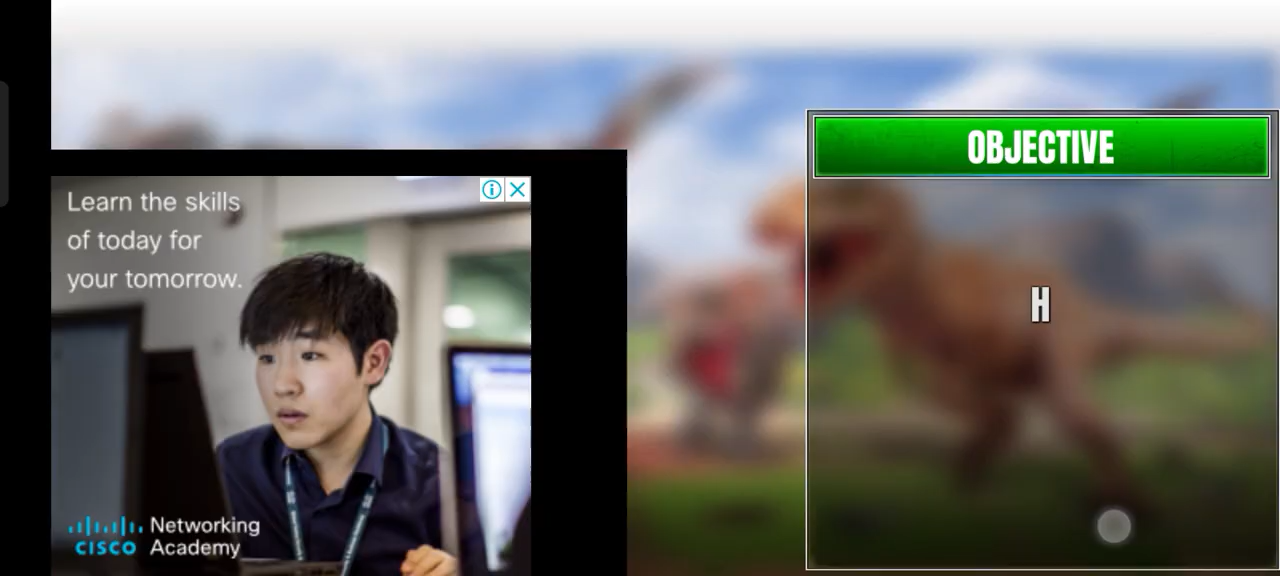 Learn the skills
of today for
your tomorrow.
CISCO
Networking
Academy
OBJECTIVE
H